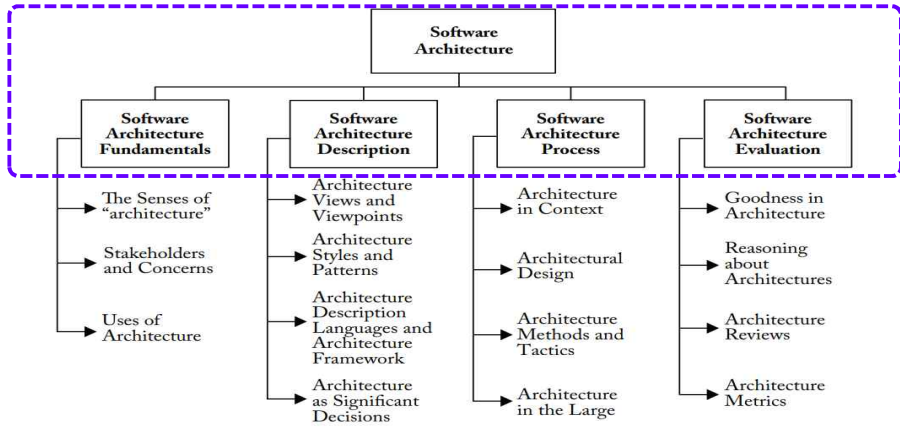 Software
Architecture
Software
Architecture
Fundamentals
Software
Architecture
Description
Software
Architecture
Process
Software
Architecture
Evaluation
The Senses of
“architecture”
Stakeholders
and Concerns
Uses of
Architecture
Architecture
Views and
Viewpoints
Architecture
Styles and
Patterns
Architecture
Description
Languages and
Architecture
Framework
Architecture
as Significant
Decisions
Architecture
in Context
Architectural
Design
Architecture
Methods and
Tactics
Architecture
in the Large
Goodness in
Architecture
Reasoning
about
Architectures
Architecture
Reviews
Architecture
Metrics